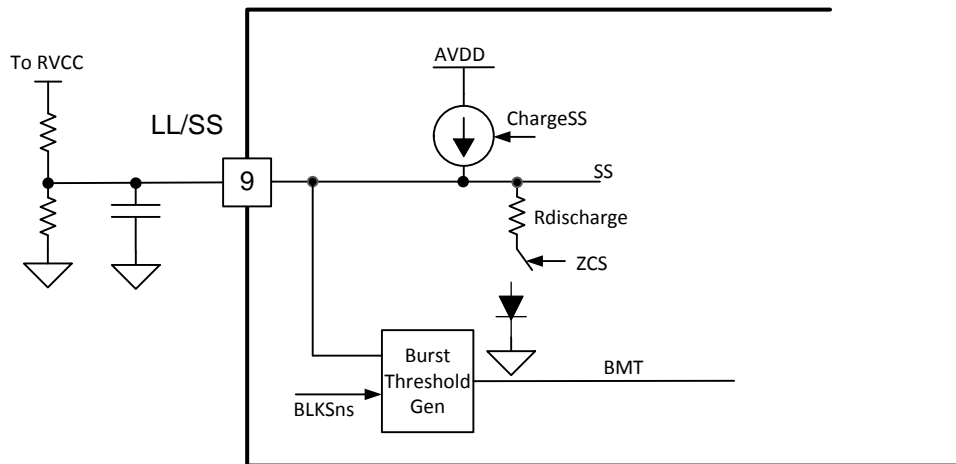 To RVCC
AVDD
LL/SS
ChargeSS
9
SS
Rdischarge
ZCS
Burst
Threshold
Gen
BMT
BLKSns